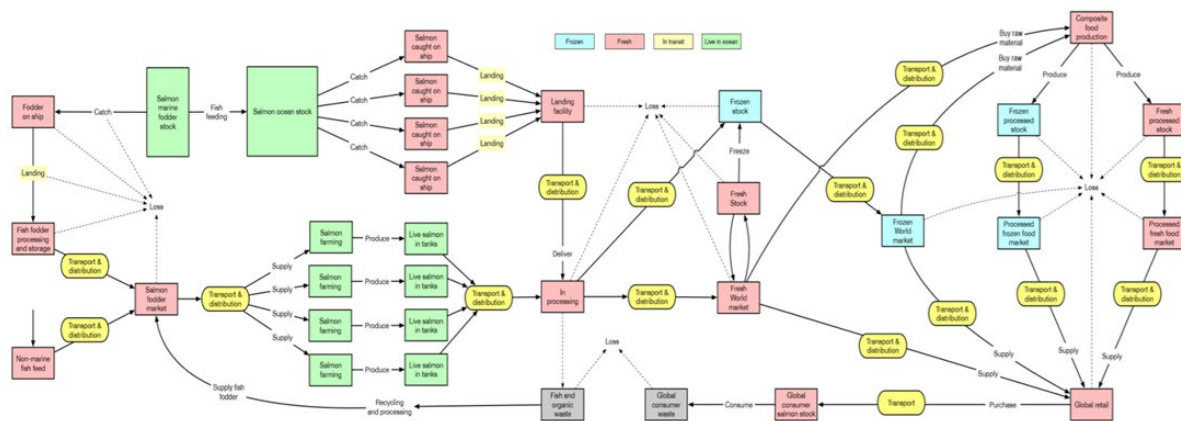 Frozen
Fresh
In transit
Live in ocean
Composite
food
production
Buy raw
material
Buy raw
material
Transport &
distribution
Transport &
distribution
Produce
Produce
Fodder
on ship
Catch
Salmon
marine
fodder
stock
Fish
feeding
Salmon ocean stock
Catch
Catch
Catch
Catch
Salmon
caught on
ship
Salmon
caught on
ship
Salmon
caught on
ship
Salmon
caught on
ship
Landing
Landing
Landing
Landing
Landing
facility
Loss
Frozen
stock
Freeze
Fresh
Stock
Transport &
distribution
Transport &
distribution
Transport &
distribution
Frozen
processed
stock
Fresh
processed
stock
Transport &
distribution
Transport &
distribution
Loss
Frozen
World
market
Processed
frozen food
market
Processed
fresh food
market
Landing
Loss
Fish fodder
processing
and storage
Transport &
distribution
Salmon
fodder
market
Transport &
distribution
Non-marine
fish feed
Transport &
distribution
Supply
Supply
Supply
Supply
Salmon
farming
Salmon
farming
Salmon
farming
Salmon
farming
Produce
Produce
Produce
Produce
Live salmon
in tanks
Live salmon
in tanks
Live salmon
in tanks
Live salmon
in tanks
Transport &
distribution
Deliver
In
processing
Transport &
distribution
Fresh World
market
Transport &
distribution
Transport &
distribution
Transport &
distribution
Transport &
distribution
Supply
Supply
Supply
Supply
Supply fish
fodder
Recycling
and processing
Fish and
organic
waste
Loss
Global
consumer
waste
Consume
Global
consumer
salmon stock
Transport
Purchase
Global retail